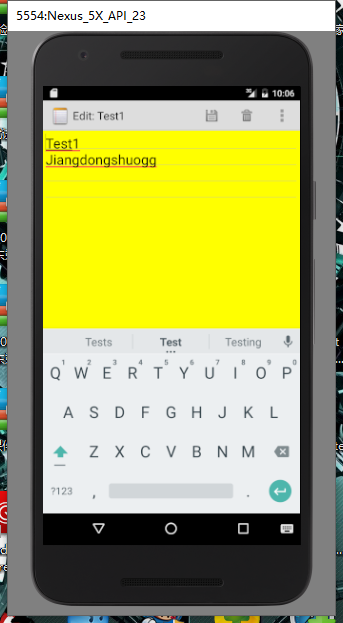 5554:Nexus_5X_API_23
10:06
Edit: Test1
Test1
Jiangdongshuogg
Tests Test Testing
1 2 3 4 5 6 7 8 9 0
Q W E R T Y U I O P
A S D F G H J K L
Z X C V B N M
?123 , .